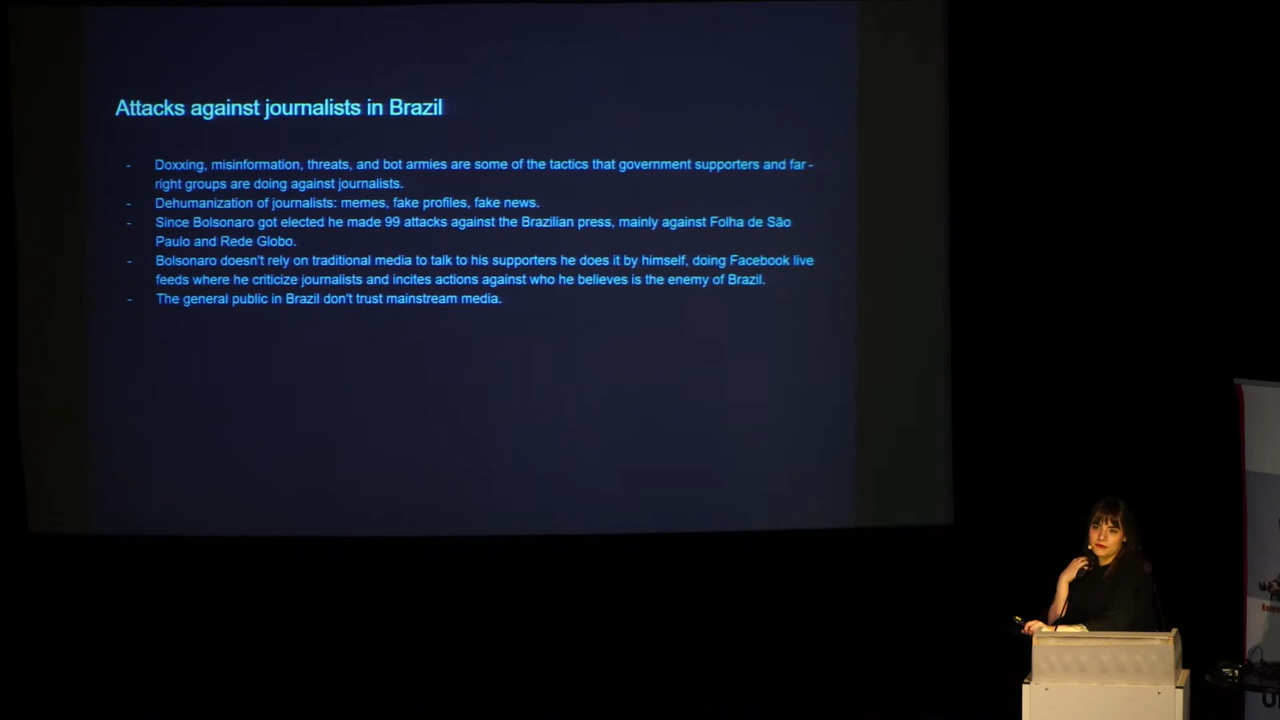 Attacks against journalists in Brazil
- Doxxing, misinformation, threats, and bot armies are some of the tactics that government supporters and far -
right groups are doing against journalists.
- Dehumanization of journalists: memes, fake profiles, fake news.
- Since Bolsonaro got elected he made 99 attacks against the Brazilian press, mainly against Folha de São
Paulo and Rede Globo.
- Bolsonaro doesn't rely on traditional media to talk to his supporters he does it by himself, doing Facebook live
feeds where he criticize journalists and incites actions against who he believes is the enemy of Brazil.
- The general public in Brazil don't trust mainstream media.